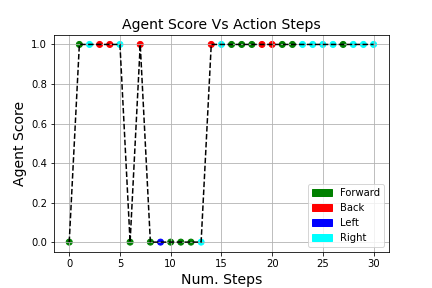 Agent Score Vs Action Steps
1.0
0.8
0.6
0.4
0.2
0.0
Agent Score
Forward
Back
Left
Right
0 5 10 15 20 25 30
Num. Steps